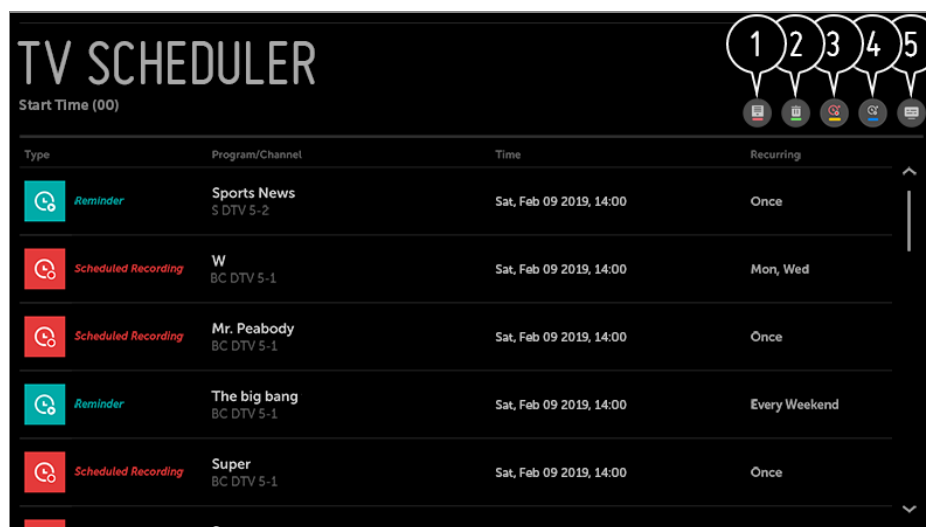 1 2 3 4 5
TV SCHEDULER
Start Time (00)
Type Program/Channel Time Recurring
Reminder Sports News Sat, Feb 09 2019, 14:00 Once
S DTV 5-2
Scheduled Recording W Sat, Feb 09 2019, 14:00 Mon, Wed
BC DTV 5-1
Scheduled Recording Mr. Peabody Sat, Feb 09 2019, 14:00 Once
BC DTV 5-1
Reminder The big bang Sat, Feb 09 2019, 14:00 Every Weekend
BC DTV 5-1
Scheduled Recording Super Sat, Feb 09 2019, 14:00 Once
BC DTV 5-1